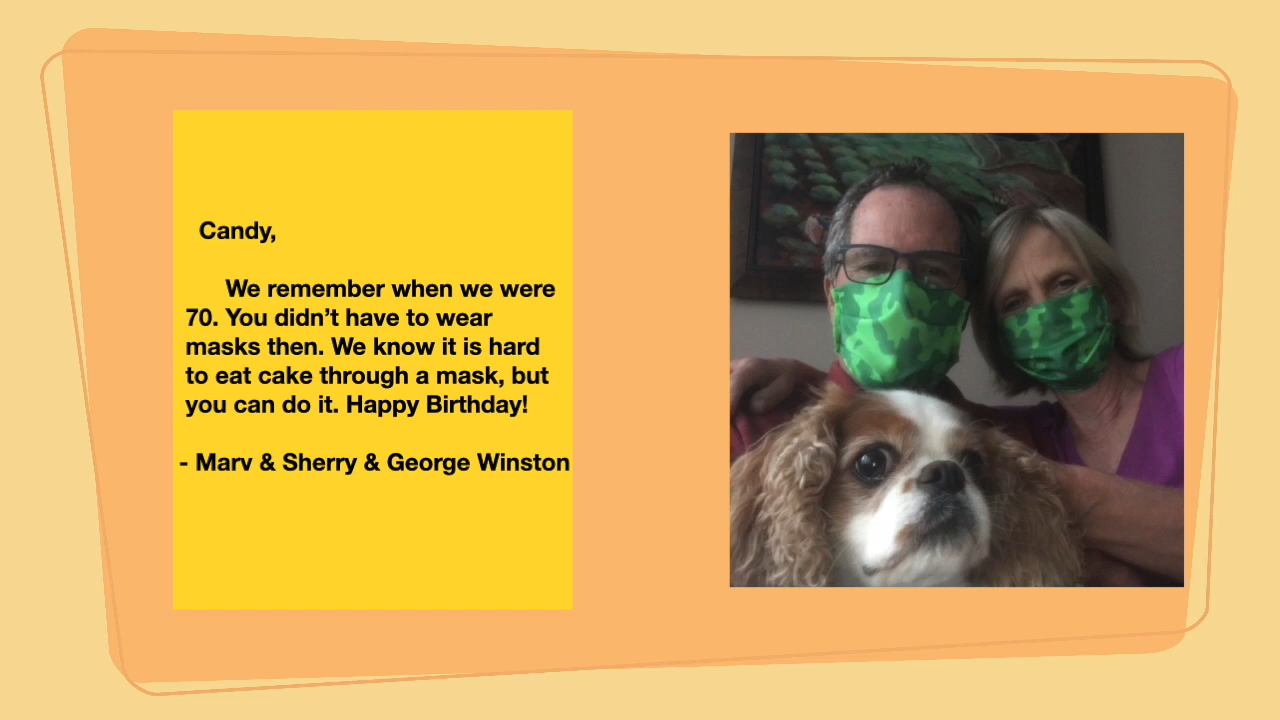 Candy,
We remember when we were
70. You didn’t have to wear
masks then. We know it is hard
to eat cake through a mask, but
you can do it. Happy Birthday!
- Marv & Sherry & George Winston